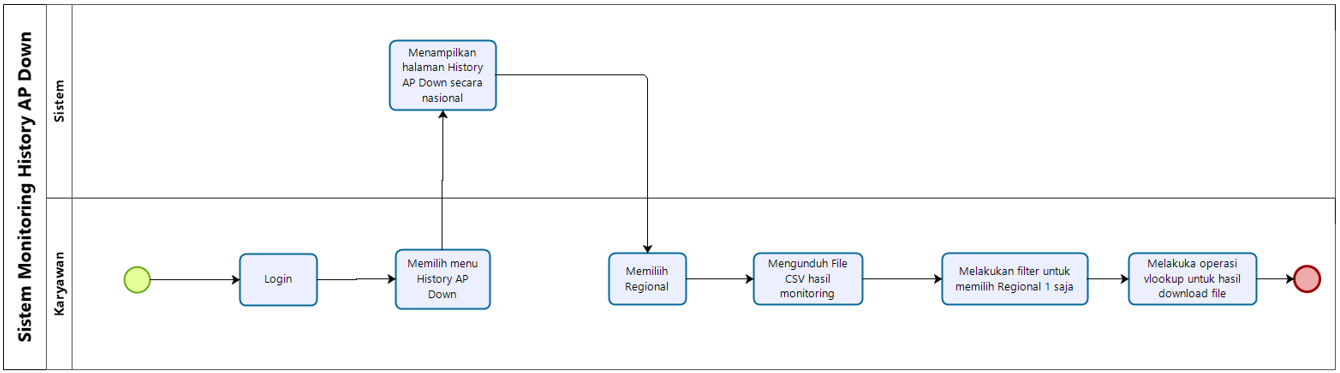 Sistem Monitoring History AP Down
Sistem
Menampilkan
halaman History
AP Down secara
nasional
Karyawan
Login
Memilih menu
History AP
Down
Memiliih
Regional
Mengunduh File
CSV hasil
monitoring
Melakukan filter untuk
memilih Regional 1 saja
Melakuka operasi
vlookup untuk hasil
download file